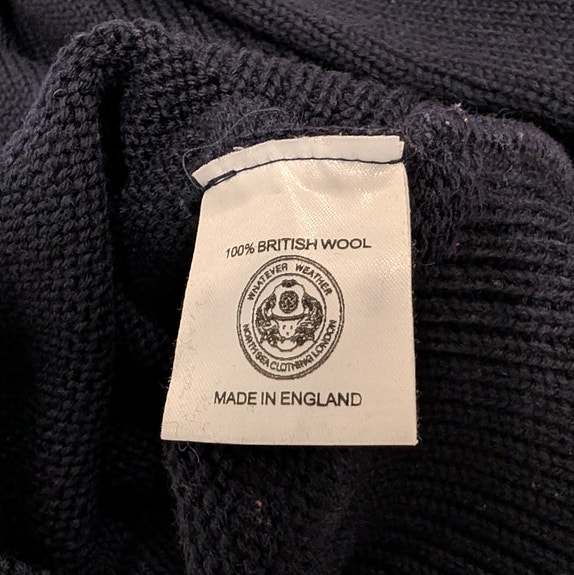 100% BRITISH WOOL
WHATEVER WEATHER
NORTH SEA CLOTHING LONDON
MADE IN ENGLAND